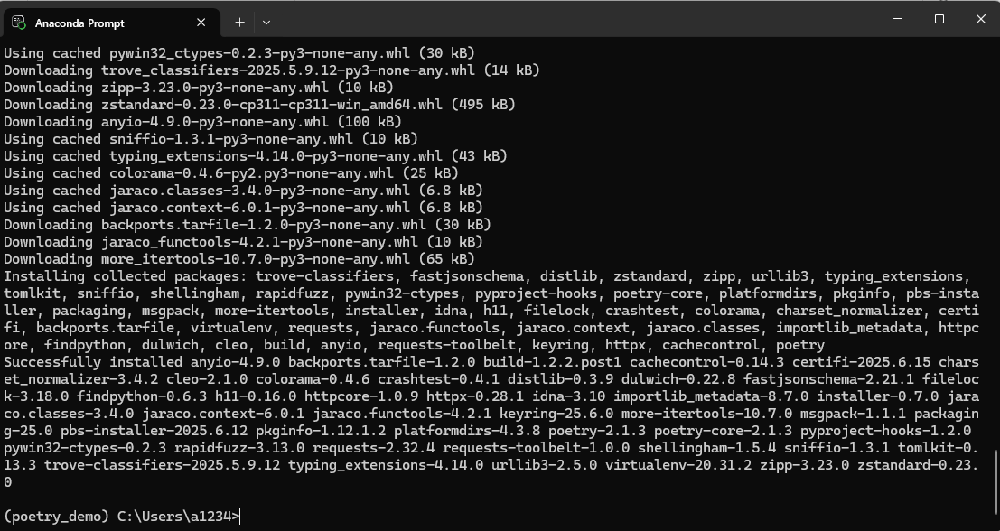 Anaconda Prompt
Using cached pywin32_ctypes-0.2.3-py3-none-any.whl (30 kB)
Downloading trove_classifiers-2025.5.9.12-py3-none-any.whl (14 kB)
Downloading zipp-3.23.0-py3-none-any.whl (10 kB)
Downloading zstandard-0.23.0-cp311-cp311-win_amd64.whl (495 kB)
Downloading anyio-4.9.0-py3-none-any.whl (100 kB)
Using cached sniffio-1.3.1-py3-none-any.whl (10 kB)
Using cached typing_extensions-4.14.0-py3-none-any.whl (43 kB)
Using cached colorama-0.4.6-py2.py3-none-any.whl (25 kB)
Using cached jaraco.classes-3.4.0-py3-none-any.whl (6.8 kB)
Using cached jaraco.context-6.0.1-py3-none-any.whl (6.8 kB)
Downloading backports.tarfile-1.2.0-py3-none-any.whl (30 kB)
Downloading jaraco_functools-4.2.1-py3-none-any.whl (10 kB)
Downloading more_itertools-10.7.0-py3-none-any.whl (65 kB)
Installing collected packages: trove-classifiers, fastjsonschema, distlib, zstandard, zipp, urllib3, typing_extensions,
tomlkit, sniffio, shellingham, rapidfuzz, pywin32-ctypes, pyproject-hooks, poetry-core, platformdirs, pkginfo, pbs-insta
ller, packaging, msgpack, more-itertools, installer, idna, h11, filelock, crashtest, colorama, charset_normalizer, certi
fi, backports.tarfile, virtualenv, requests, jaraco.functools, jaraco.context, jaraco.classes, importlib_metadata, httpc
ore, findpython, dulwich, cleo, build, anyio, requests-toolbelt, keyring, httpx, cachecontrol, poetry
Successfully installed anyio-4.9.0 backports.tarfile-1.2.0 build-1.2.2.post1 cachecontrol-0.14.3 certifi-2025.6.15 chars
et_normalizer-3.4.2 cleo-2.1.0 colorama-0.4.6 crashtest-0.4.1 distlib-0.3.9 dulwich-0.22.8 fastjsonschema-2.21.1 fileloc
k-3.18.0 findpython-0.6.3 h11-0.16.0 httpcore-1.0.9 httpx-0.28.1 idna-3.10 importlib_metadata-8.7.0 installer-0.7.0 jara
co.classes-3.4.0 jaraco.context-6.0.1 jaraco.functools-4.2.1 keyring-25.6.0 more-itertools-10.7.0 msgpack-1.1.1 packagin
g-25.0 pbs-installer-2025.6.12 pkginfo-1.12.1.2 platformdirs-4.3.8 poetry-2.1.3 poetry-core-2.1.3 pyproject-hooks-1.2.0
pywin32-ctypes-0.2.3 rapidfuzz-3.13.0 requests-2.32.4 requests-toolbelt-1.0.0 shellingham-1.5.4 sniffio-1.3.1 tomlkit-0.
13.3 trove-classifiers-2025.5.9.12 typing_extensions-4.14.0 urllib3-2.5.0 virtualenv-20.31.2 zipp-3.23.0 zstandard-0.23.
0
(poetry_demo) C:\Users\a1234>